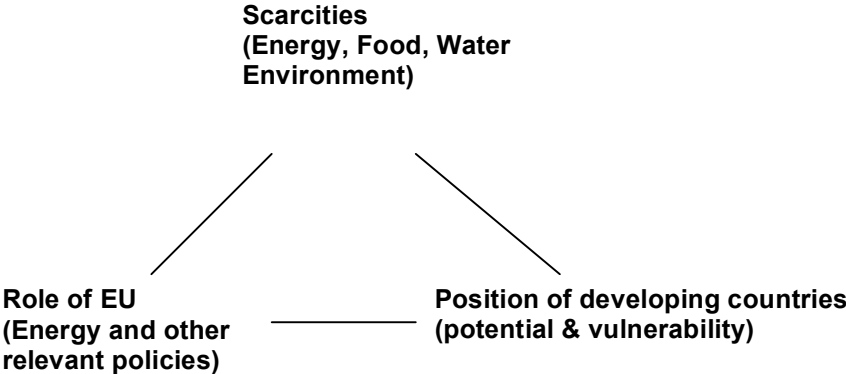 Scarcities
(Energy, Food, Water
Environment)
Role of EU
(Energy and other
relevant policies)
Position of developing countries
(potential & vulnerability)